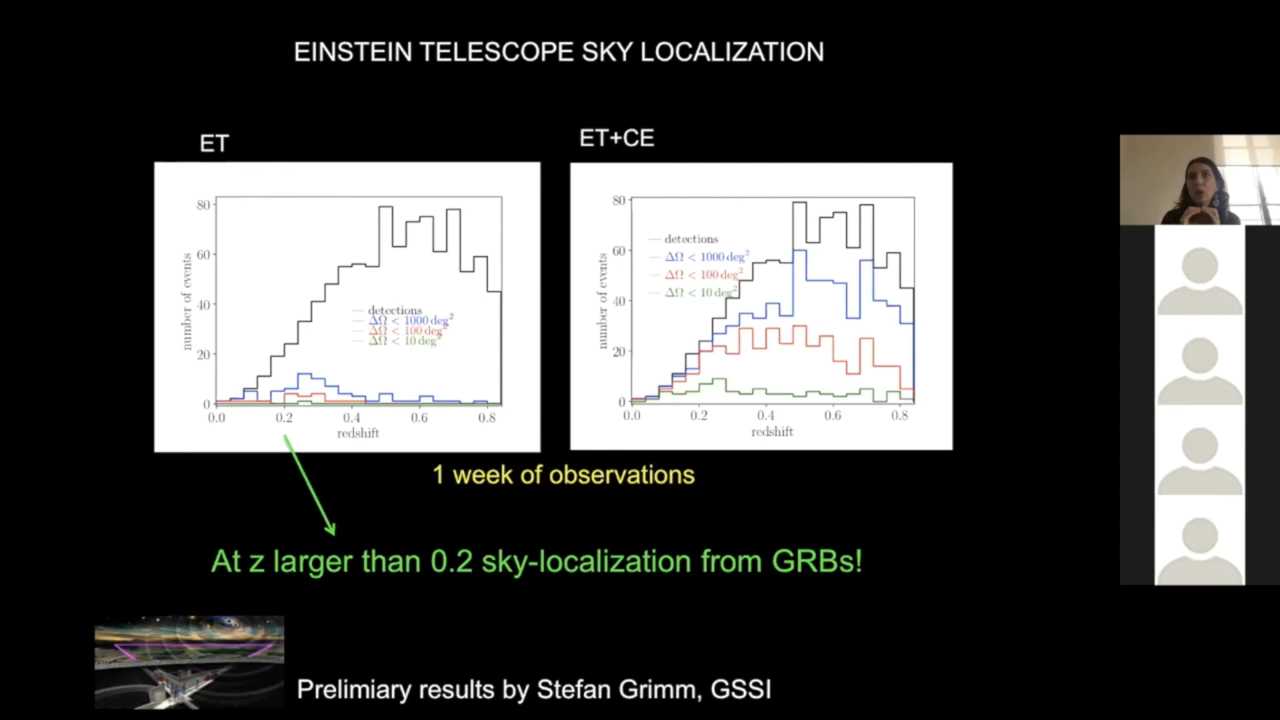 EINSTEIN TELESCOPE SKY LOCALIZATION
ET
ET+CE
80
60
40
20
0
number of events
detections
ΔΩ < 1000 deg²
ΔΩ < 100 deg²
ΔΩ < 10 deg²
0.0 0.2 0.4 0.6 0.8
redshift
80
60
40
20
0
number of events
detections
ΔΩ < 1000 deg²
ΔΩ < 100 deg²
ΔΩ < 10 deg²
0.0 0.2 0.4 0.6 0.8
redshift
1 week of observations
At z larger than 0.2 sky-localization from GRBs!
Prelimiary results by Stefan Grimm, GSSI